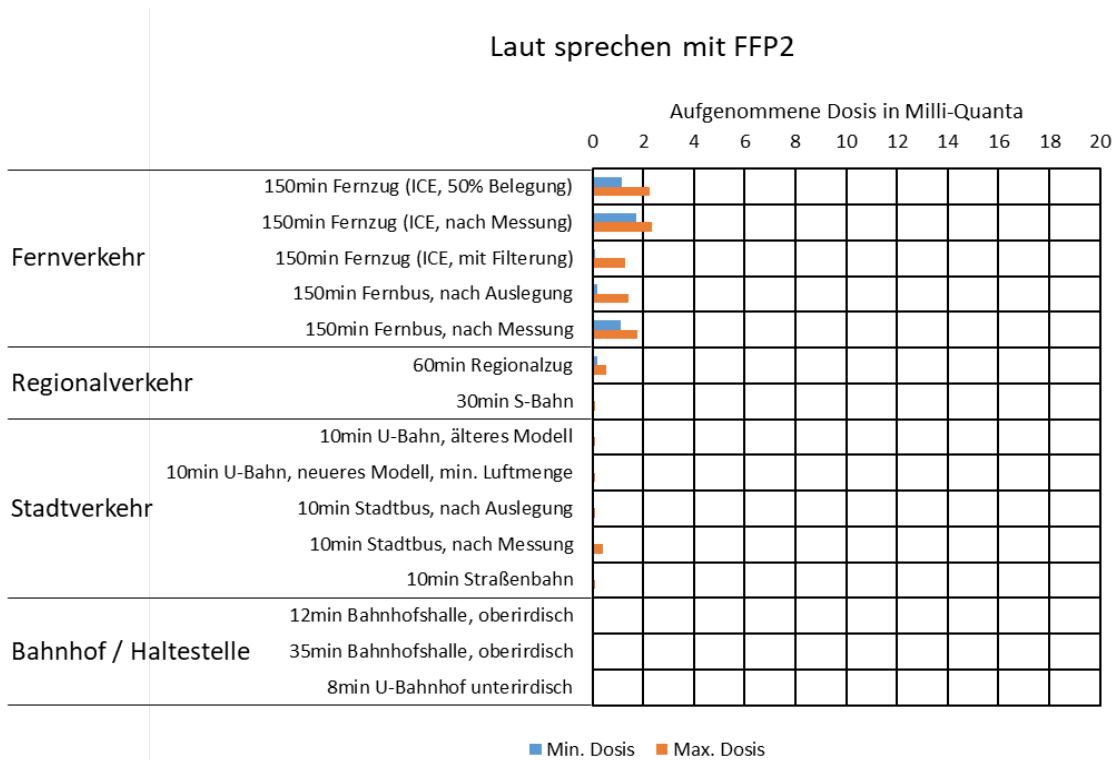 Laut sprechen mit FFP2
Aufgenommene Dosis in Milli-Quanta
0 2 4 6 8 10 12 14 16 18 20
Fernverkehr
150min Fernzug (ICE, 50% Belegung)
150min Fernzug (ICE, nach Messung)
150min Fernzug (ICE, mit Filterung)
150min Fernbus, nach Auslegung
150min Fernbus, nach Messung
Regionalverkehr
60min Regionalzug
30min S-Bahn
Stadtverkehr
10min U-Bahn, älteres Modell
10min U-Bahn, neueres Modell, min. Luftmenge
10min Stadtbus, nach Auslegung
10min Stadtbus, nach Messung
10min Straßenbahn
Bahnhof / Haltestelle
12min Bahnhofshalle, oberirdisch
35min Bahnhofshalle, oberirdisch
8min U-Bahnhof unterirdisch
Min. Dosis Max. Dosis